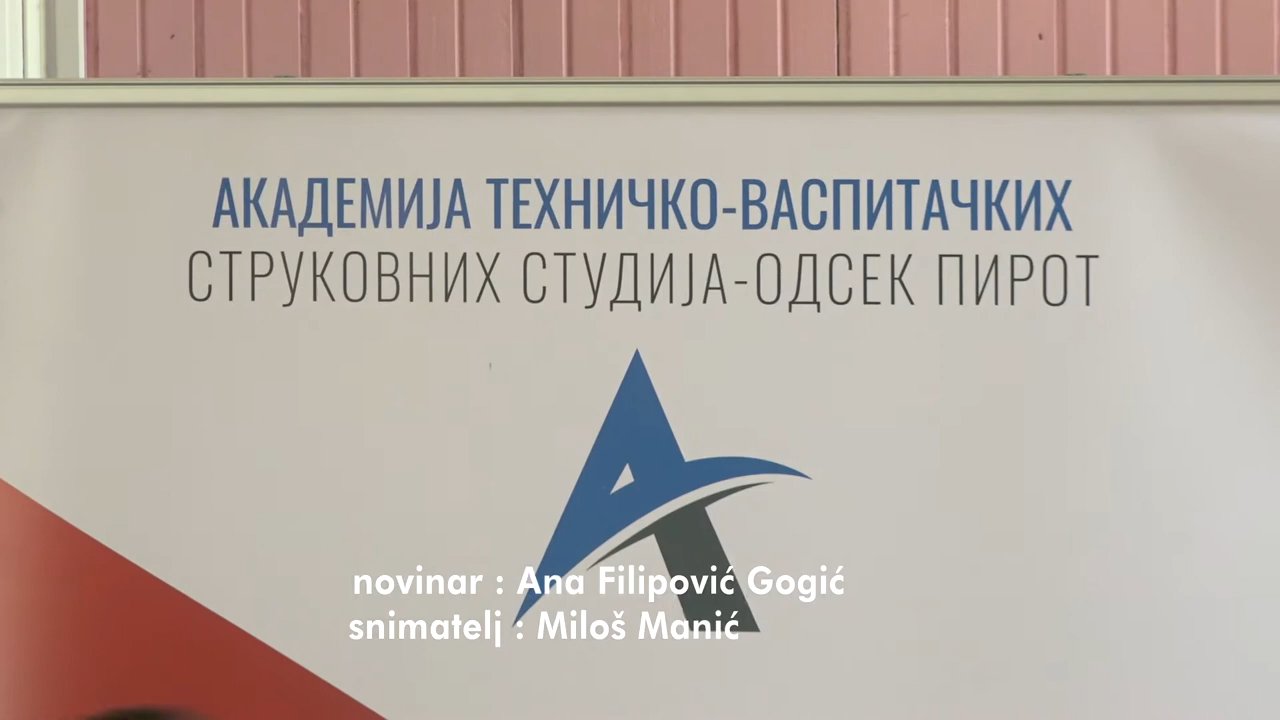 АКАДЕМИЈА ТЕХНИЧКО-ВАСПИТАЧКИХ
СТРУКОВНИХ СТУДИЈА-ОДСЕК ПИРОТ
novinar : Ana Filipović Gogić
snimatelj : Miloš Manić